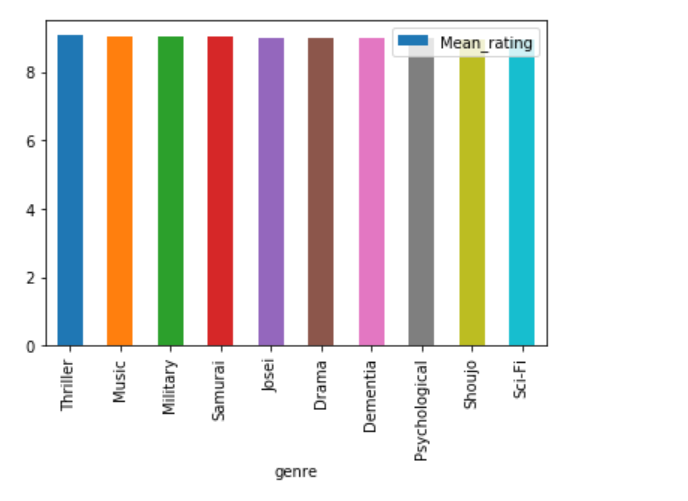 Mean_rating
8
6
4
2
0
Thriller
Music
Military
Samurai
Josei
Drama
Dementia
Psychological
Shoujo
Sci-Fi
genre